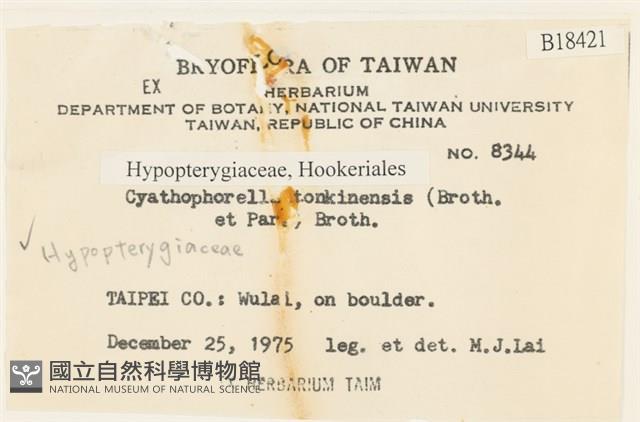 B18421
BRYOFLORA OF TAIWAN
EX HERBARIUM
DEPARTMENT OF BOTANY, NATIONAL TAIWAN UNIVERSITY
TAIWAN, REPUBLIC OF CHINA
NO. 8344
Hypopterygiaceae, Hookeriales
Cyathophorella tonkinensis (Broth.
et Par.), Broth.
✓ Hypopterygiaceae
TAIPEI CO.: Wulai, on boulder.
December 25, 1975 leg. et det. M.J.Lai
國立自然科學博物館
NATIONAL MUSEUM OF NATURAL SCIENCE
HERBARIUM TAIM